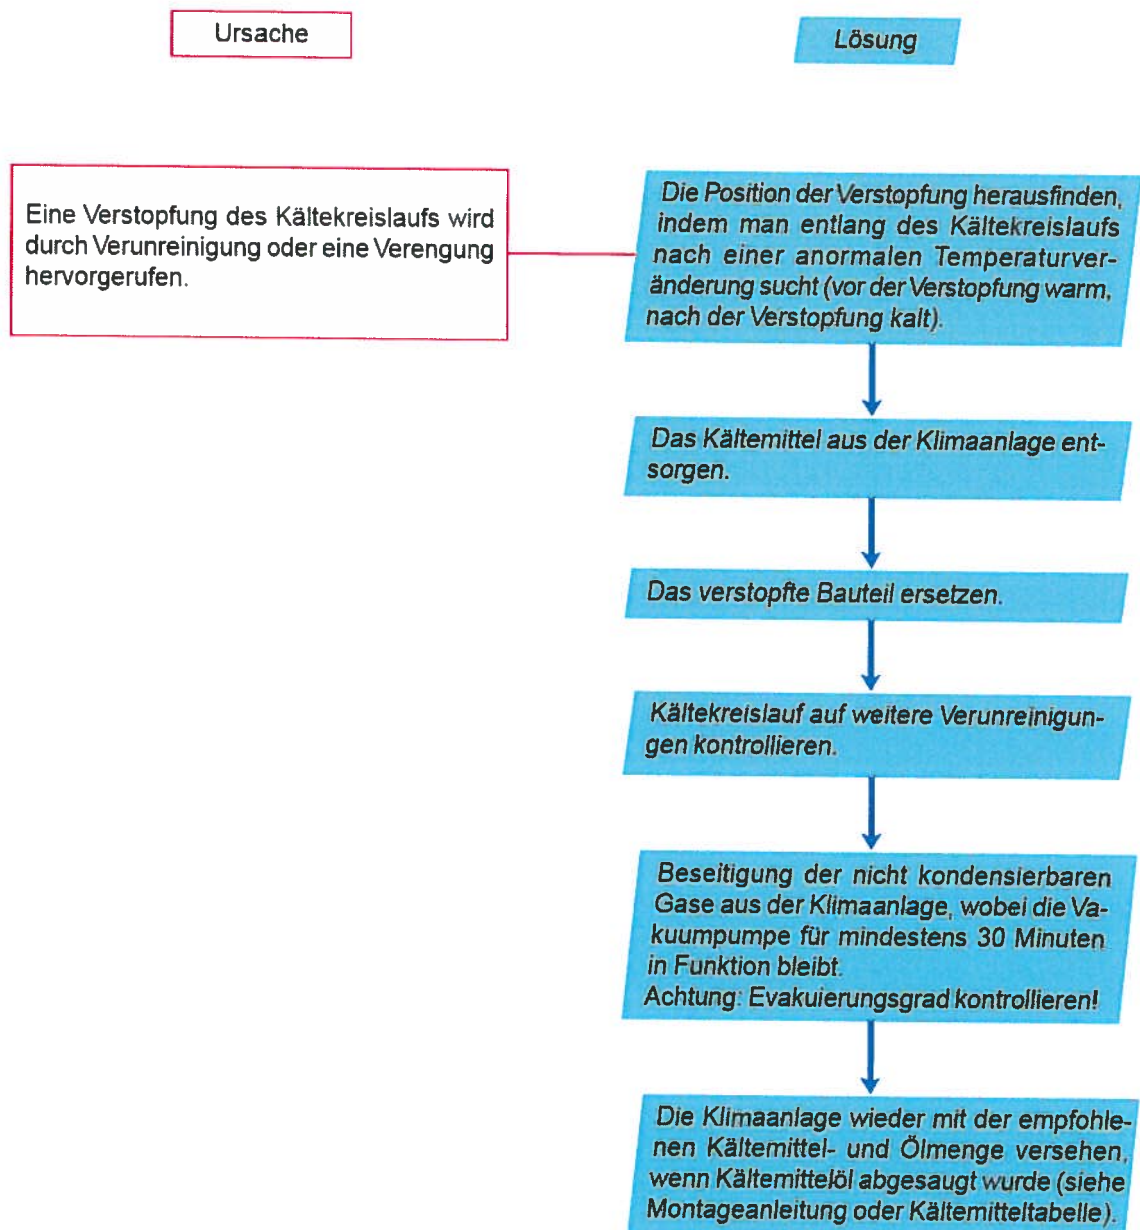 Ursache
Lösung
Eine Verstopfung des Kältekreislaufs wird
durch Verunreinigung oder eine Verengung
hervorgerufen.
Die Position der Verstopfung herausfinden,
indem man entlang des Kältekreislaufs
nach einer anormalen Temperaturver-
änderung sucht (vor der Verstopfung warm,
nach der Verstopfung kalt).
Das Kältemittel aus der Klimaanlage ent-
sorgen.
Das verstopfte Bauteil ersetzen.
Kältekreislauf auf weitere Verunreinigun-
gen kontrollieren.
Beseitigung der nicht kondensierbaren
Gase aus der Klimaanlage, wobei die Va-
kuumpumpe für mindestens 30 Minuten
in Funktion bleibt.
Achtung: Evakuierungsgrad kontrollieren!
Die Klimaanlage wieder mit der empfohle-
nen Kältemittel- und Ölmenge versehen,
wenn Kältemittelöl abgesaugt wurde (siehe
Montageanleitung oder Kältemitteltabelle).